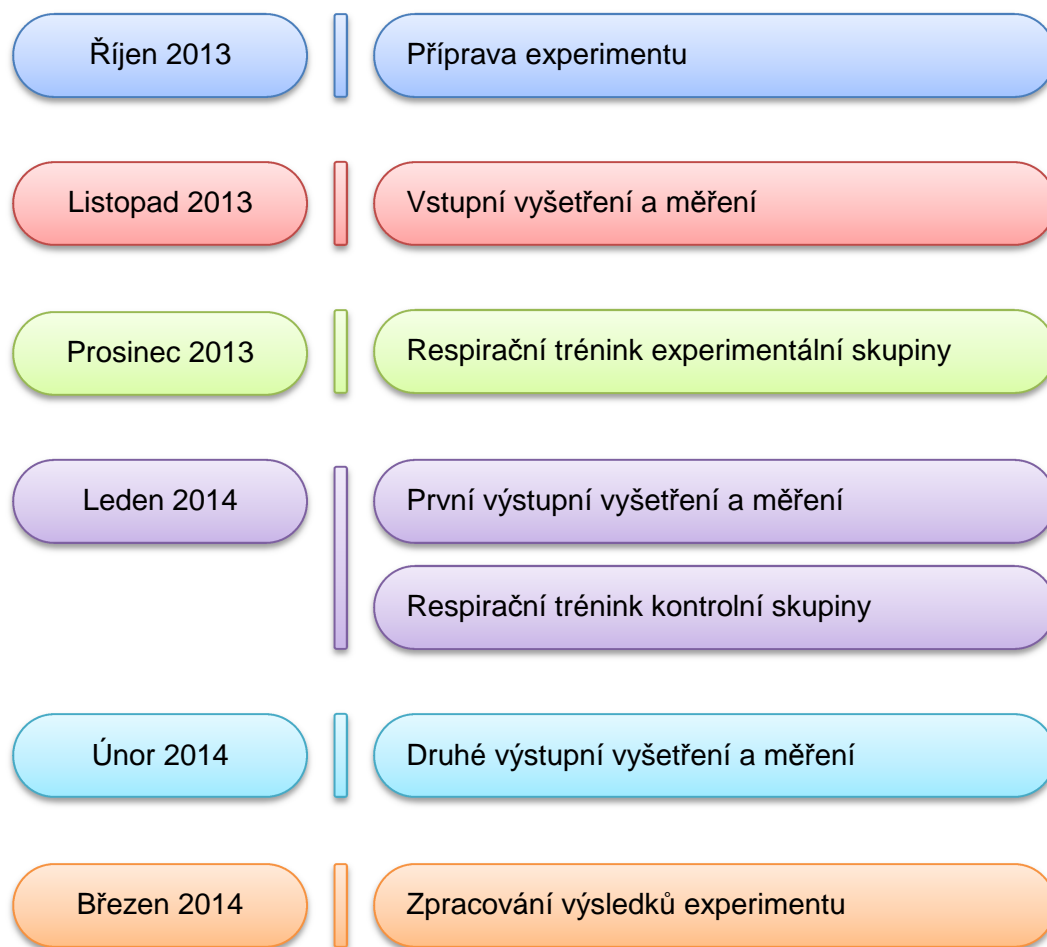 Říjen 2013
Příprava experimentu
Listopad 2013
Vstupní vyšetření a měření
Prosinec 2013
Respirační trénink experimentální skupiny
Leden 2014
První výstupní vyšetření a měření
Respirační trénink kontrolní skupiny
Únor 2014
Druhé výstupní vyšetření a měření
Březen 2014
Zpracování výsledků experimentu